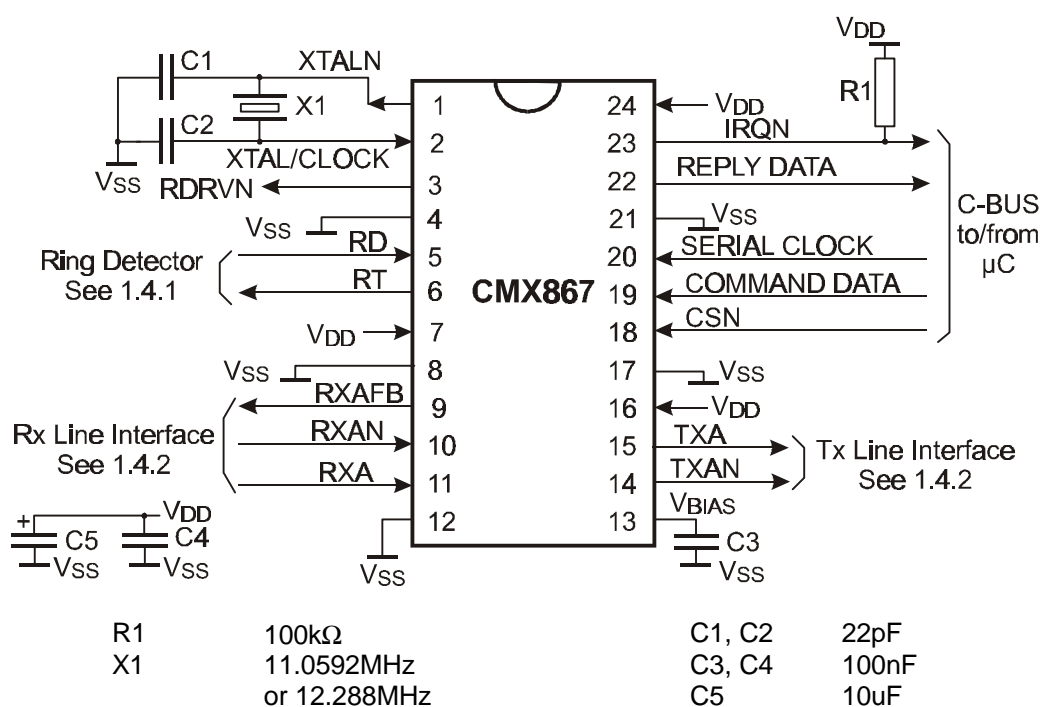 VDD
C1
XTALN
R1
X1
1
24
VDD
C2
2
23
IRQN
VSS
XTAL/CLOCK
RDRVN
3
22
REPLY DATA
VSS
4
21
VSS
C-BUS
to/from
µC
Ring Detector
See 1.4.1
RD
5
20
SERIAL CLOCK
RT
6
CMX867
19
COMMAND DATA
VDD
7
18
CSN
VSS
8
17
VSS
RXAFB
9
16
VDD
Rx Line Interface
See 1.4.2
RXAN
10
15
TXA
Tx Line Interface
See 1.4.2
RXA
11
14
TXAN
VBIAS
12
13
+
VDD
C5
C4
VSS
VSS
VSS
C3
VSS
R1 100kΩ C1, C2 22pF
X1 11.0592MHz C3, C4 100nF
or 12.288MHz C5 10uF